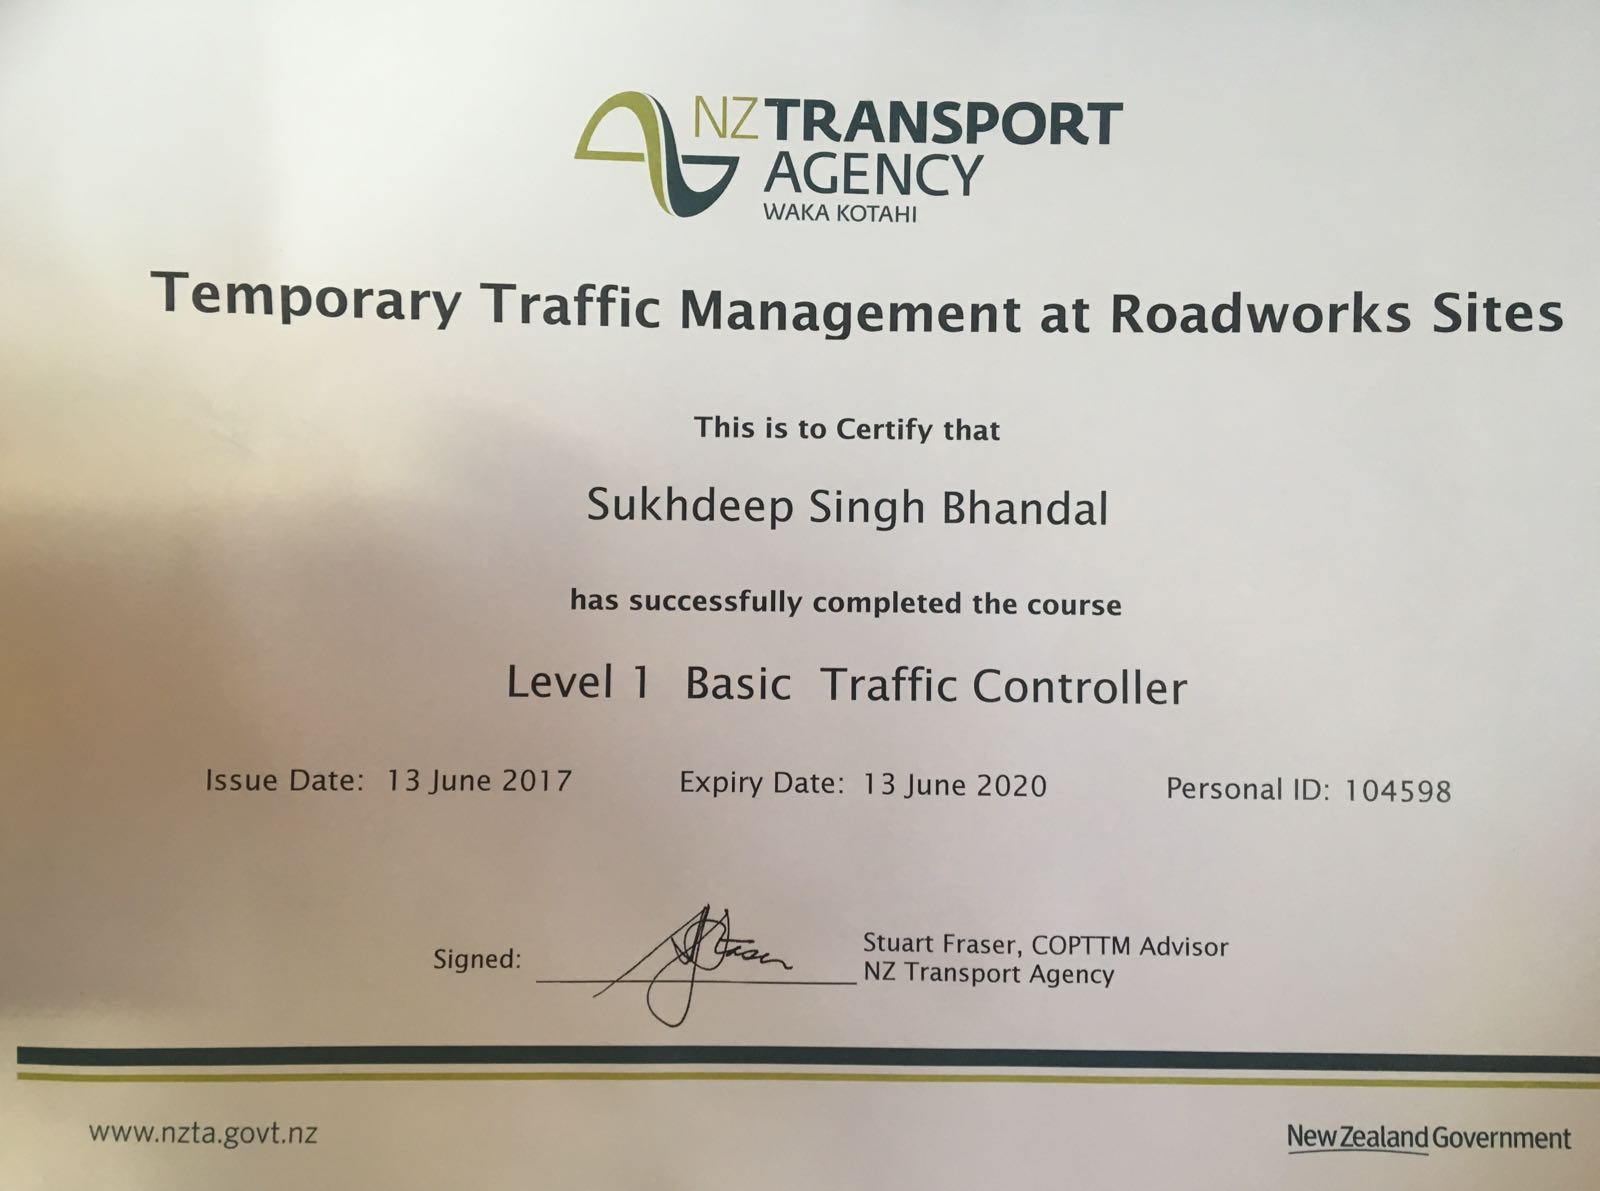 NZ TRANSPORT
AGENCY
WAKA KOTAHI
Temporary Traffic Management at Roadworks Sites
This is to Certify that
Sukhdeep Singh Bhandal
has successfully completed the course
Level 1 Basic Traffic Controller
Issue Date: 13 June 2017 Expiry Date: 13 June 2020 Personal ID: 104598
Signed: Stuart Fraser, COPTTM Advisor
NZ Transport Agency
www.nzta.govt.nz New Zealand Government